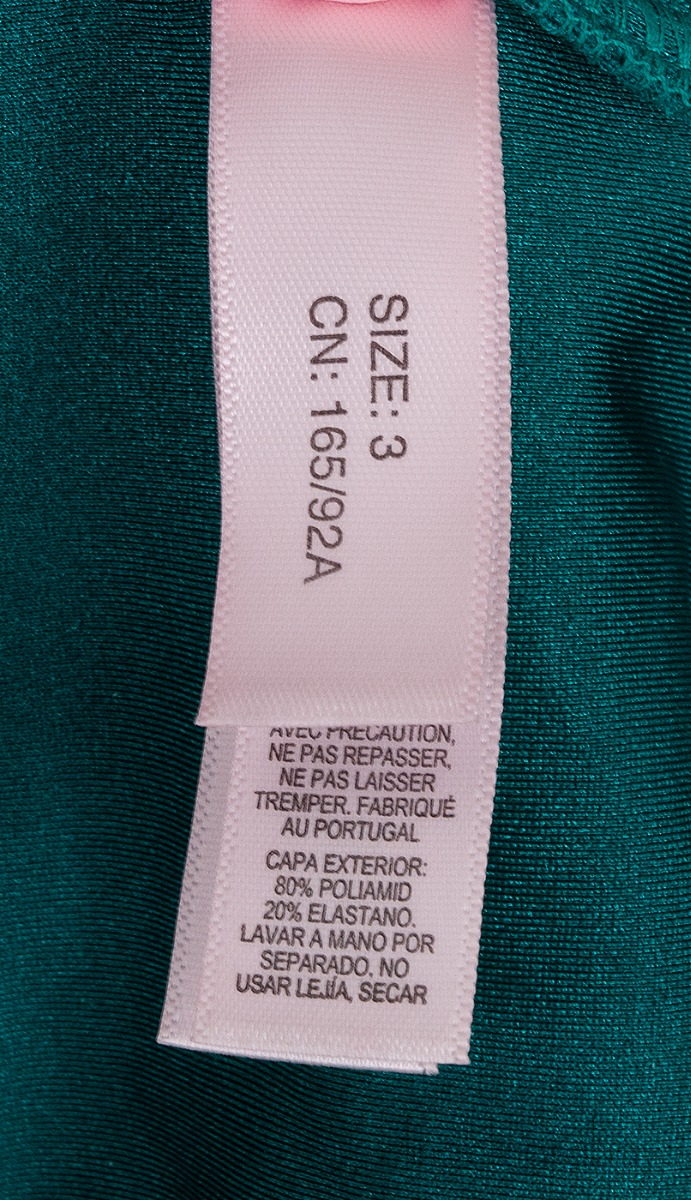 SIZE: 3
CN: 165/92A
AVEC PRECAUTION,
NE PAS REPASSER,
NE PAS LAISSER
TREMPER. FABRIQUÉ
AU PORTUGAL
CAPA EXTERIOR:
80% POLIAMID
20% ELASTANO.
LAVAR A MANO POR
SEPARADO. NO
USAR LEJÍA, SECAR